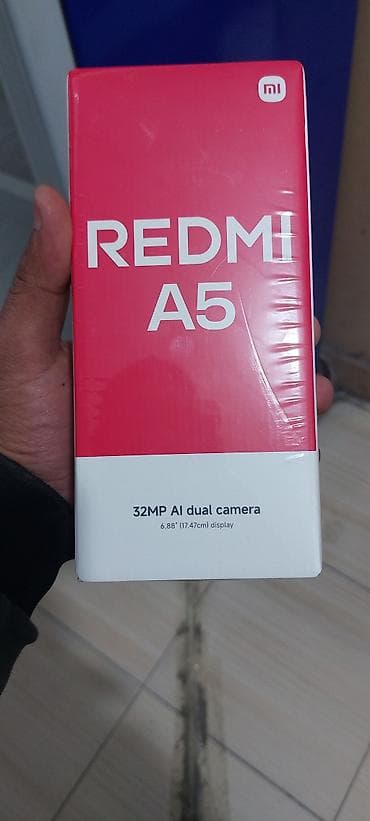 mi
REDMI
A5
32MP AI dual camera
6.88" (17.47cm) display